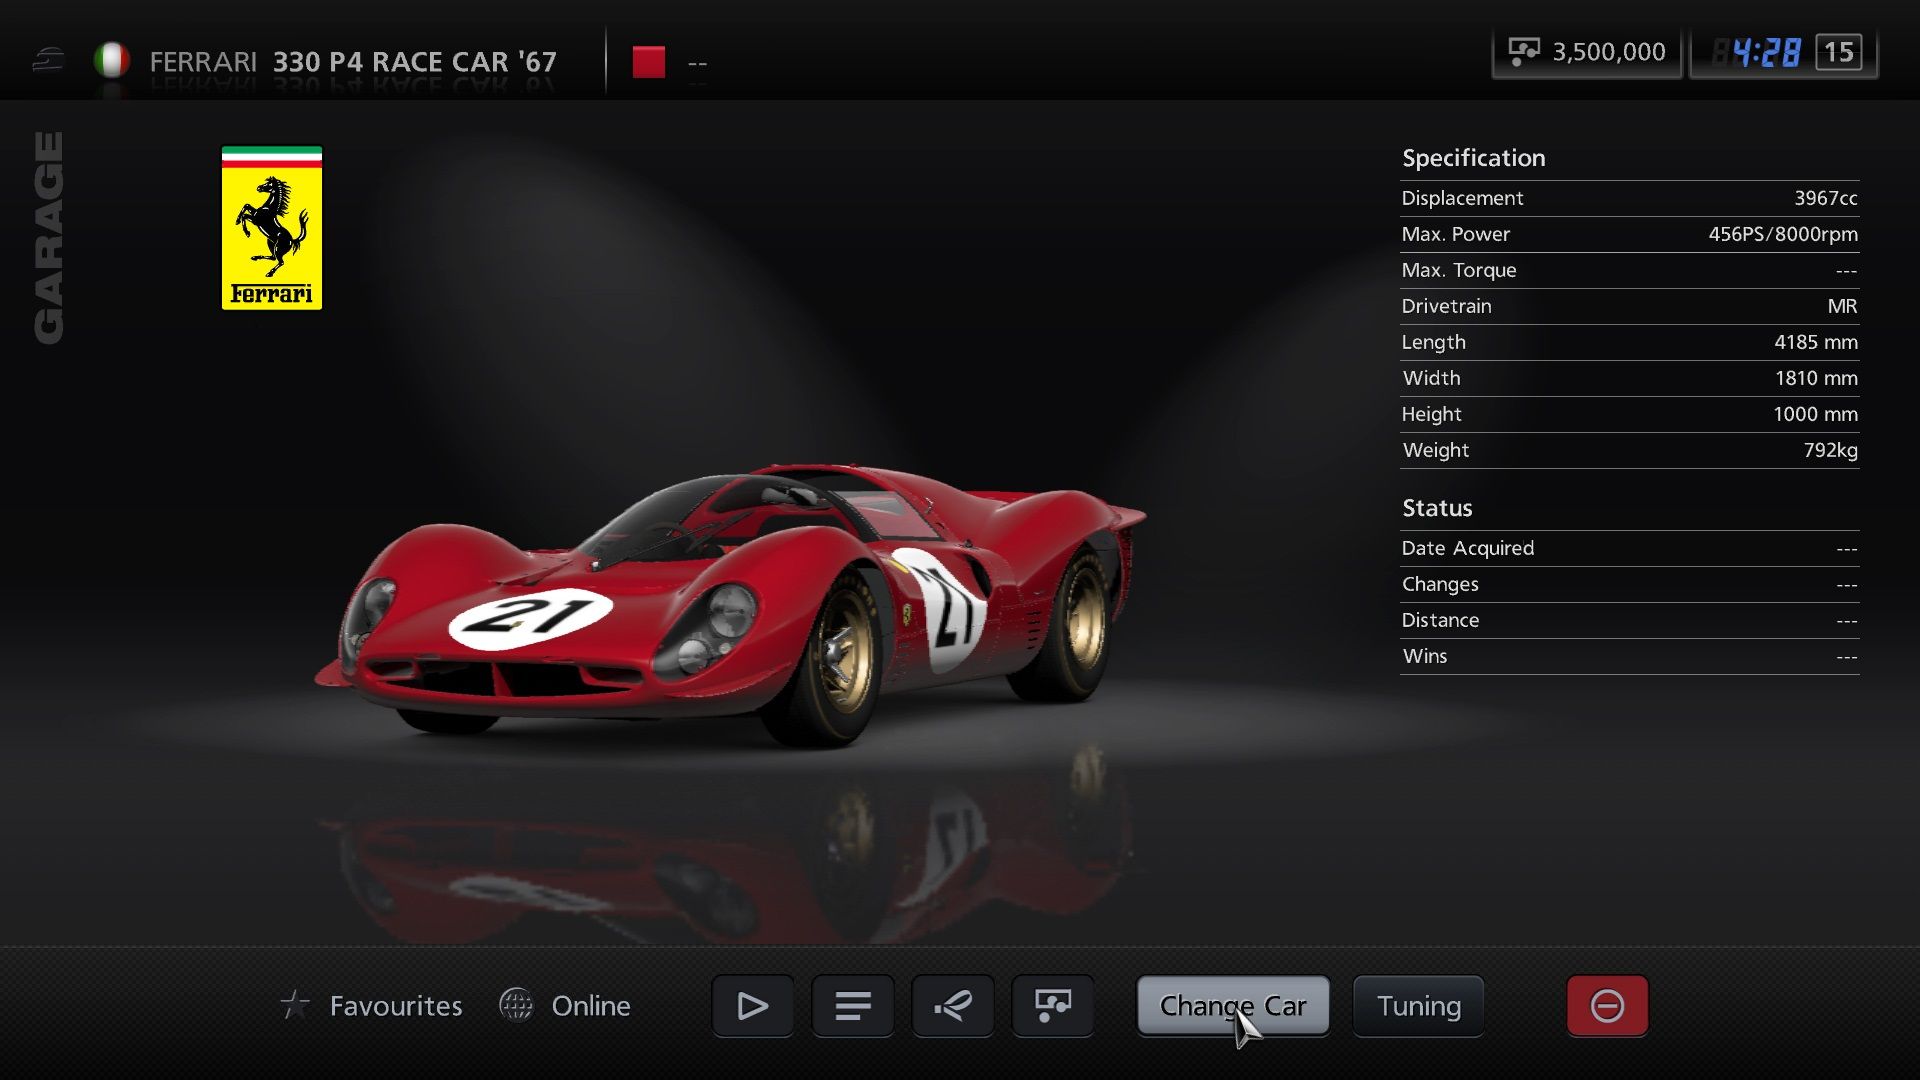 FERRARI 330 P4 RACE CAR '67
--
3,500,000
4:28
15
GARAGE
Ferrari
Specification
Displacement 3967cc
Max. Power 456PS/8000rpm
Max. Torque ---
Drivetrain MR
Length 4185 mm
Width 1810 mm
Height 1000 mm
Weight 792kg
Status
Date Acquired ---
Changes ---
Distance ---
Wins ---
21
21
Favourites
Online
Change Car
Tuning